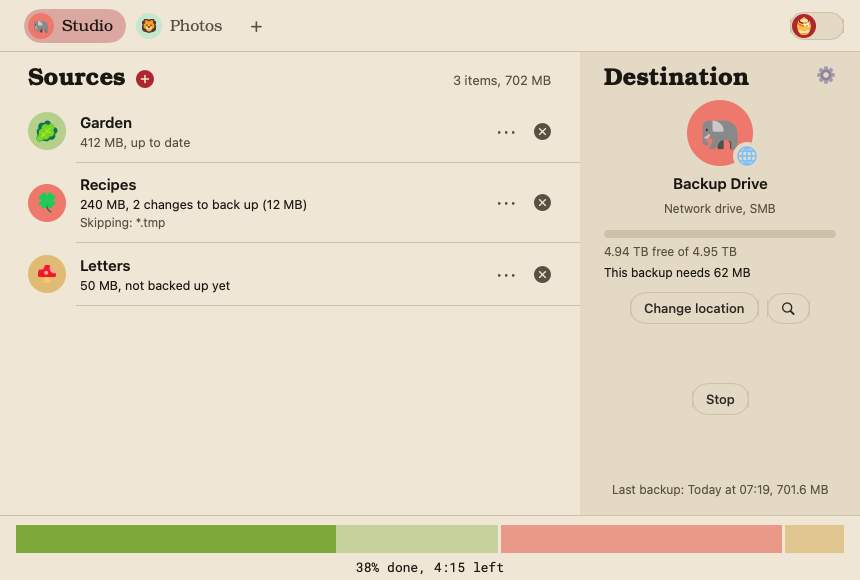 Studio
Photos
Sources
3 items, 702 MB
Garden
412 MB, up to date
Recipes
240 MB, 2 changes to back up (12 MB)
Skipping: *.tmp
Letters
50 MB, not backed up yet
Destination
Backup Drive
Network drive, SMB
4.94 TB free of 4.95 TB
This backup needs 62 MB
Change location
Stop
Last backup: Today at 07:19, 701.6 MB
38% done, 4:15 left